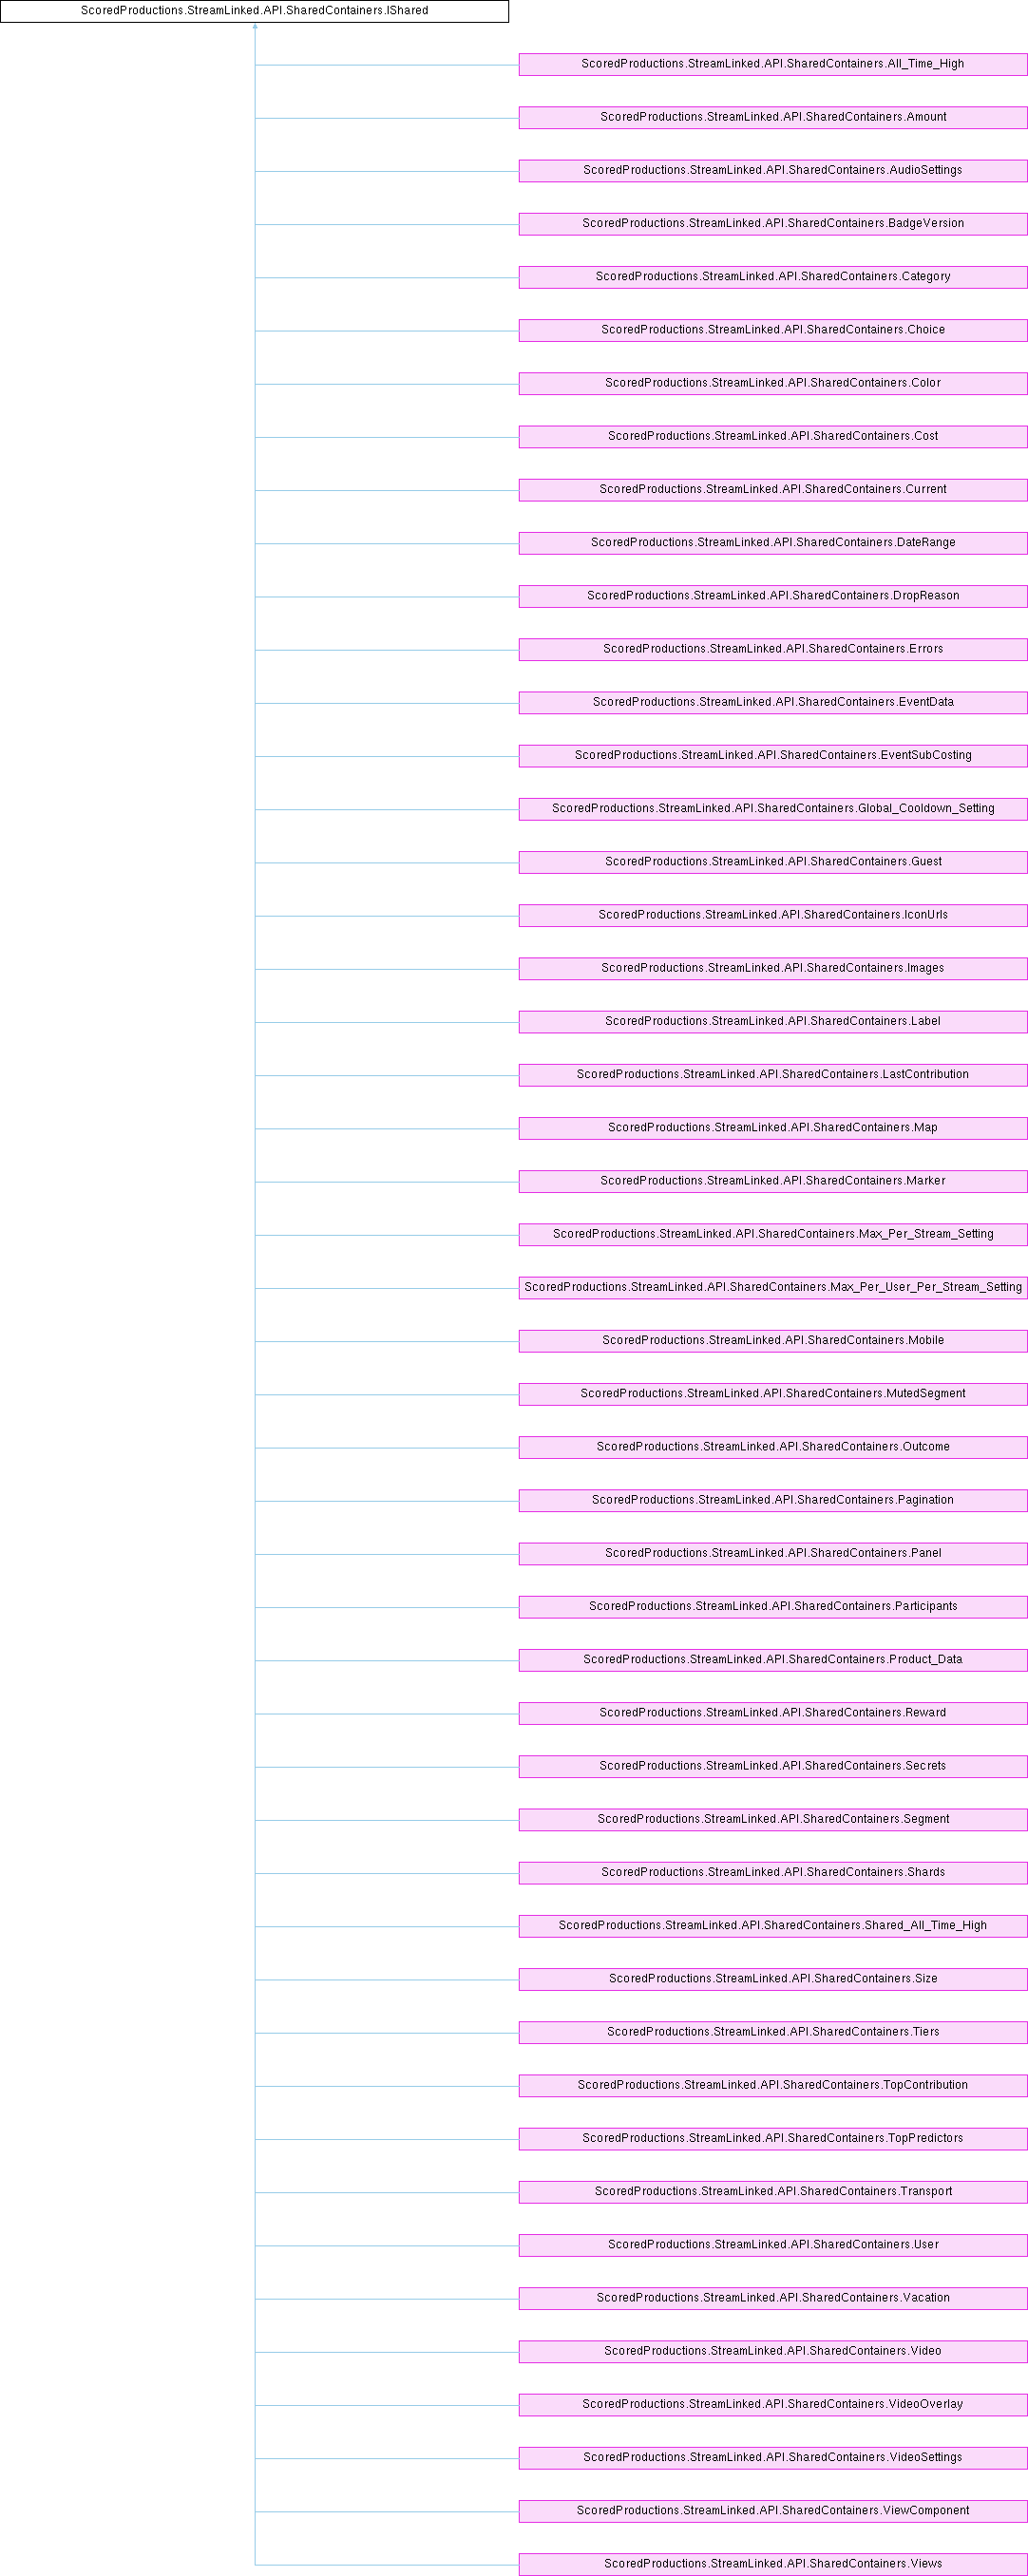 ScoredProductions.StreamLinked.API.SharedContainers.IShared
ScoredProductions.StreamLinked.API.SharedContainers.All_Time_High
ScoredProductions.StreamLinked.API.SharedContainers.Amount
ScoredProductions.StreamLinked.API.SharedContainers.AudioSettings
ScoredProductions.StreamLinked.API.SharedContainers.BadgeVersion
ScoredProductions.StreamLinked.API.SharedContainers.Category
ScoredProductions.StreamLinked.API.SharedContainers.Choice
ScoredProductions.StreamLinked.API.SharedContainers.Color
ScoredProductions.StreamLinked.API.SharedContainers.Cost
ScoredProductions.StreamLinked.API.SharedContainers.Current
ScoredProductions.StreamLinked.API.SharedContainers.DateRange
ScoredProductions.StreamLinked.API.SharedContainers.DropReason
ScoredProductions.StreamLinked.API.SharedContainers.Errors
ScoredProductions.StreamLinked.API.SharedContainers.EventData
ScoredProductions.StreamLinked.API.SharedContainers.EventSubCosting
ScoredProductions.StreamLinked.API.SharedContainers.Global_Cooldown_Setting
ScoredProductions.StreamLinked.API.SharedContainers.Guest
ScoredProductions.StreamLinked.API.SharedContainers.IconUrls
ScoredProductions.StreamLinked.API.SharedContainers.Images
ScoredProductions.StreamLinked.API.SharedContainers.Label
ScoredProductions.StreamLinked.API.SharedContainers.LastContribution
ScoredProductions.StreamLinked.API.SharedContainers.Map
ScoredProductions.StreamLinked.API.SharedContainers.Marker
ScoredProductions.StreamLinked.API.SharedContainers.Max_Per_Stream_Setting
ScoredProductions.StreamLinked.API.SharedContainers.Max_Per_User_Per_Stream_Setting
ScoredProductions.StreamLinked.API.SharedContainers.Mobile
ScoredProductions.StreamLinked.API.SharedContainers.MutedSegment
ScoredProductions.StreamLinked.API.SharedContainers.Outcome
ScoredProductions.StreamLinked.API.SharedContainers.Pagination
ScoredProductions.StreamLinked.API.SharedContainers.Panel
ScoredProductions.StreamLinked.API.SharedContainers.Participants
ScoredProductions.StreamLinked.API.SharedContainers.Product_Data
ScoredProductions.StreamLinked.API.SharedContainers.Reward
ScoredProductions.StreamLinked.API.SharedContainers.Secrets
ScoredProductions.StreamLinked.API.SharedContainers.Segment
ScoredProductions.StreamLinked.API.SharedContainers.Shards
ScoredProductions.StreamLinked.API.SharedContainers.Shared_All_Time_High
ScoredProductions.StreamLinked.API.SharedContainers.Size
ScoredProductions.StreamLinked.API.SharedContainers.Tiers
ScoredProductions.StreamLinked.API.SharedContainers.TopContribution
ScoredProductions.StreamLinked.API.SharedContainers.TopPredictors
ScoredProductions.StreamLinked.API.SharedContainers.Transport
ScoredProductions.StreamLinked.API.SharedContainers.User
ScoredProductions.StreamLinked.API.SharedContainers.Vacation
ScoredProductions.StreamLinked.API.SharedContainers.Video
ScoredProductions.StreamLinked.API.SharedContainers.VideoOverlay
ScoredProductions.StreamLinked.API.SharedContainers.VideoSettings
ScoredProductions.StreamLinked.API.SharedContainers.ViewComponent
ScoredProductions.StreamLinked.API.SharedContainers.Views